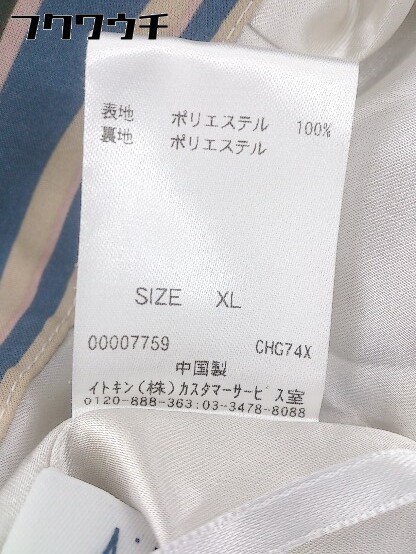 フクウウチ
表地 ポリエステル 100%
裏地 ポリエステル
SIZE XL
00007759 CHG74X
中国製
イトキン(株)カスタマーサービス室
0120-888-363:03-3478-8088